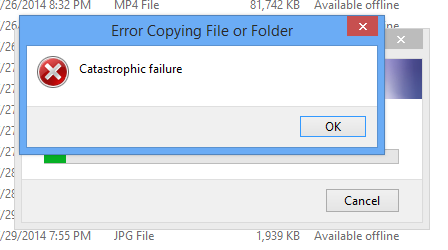 /26/2014 8:32 PM MP4 File 81,742 KB Available offline
Error Copying File or Folder
Catastrophic failure
OK
Cancel
/29/2014 7:55 PM JPG File 1,939 KB Available offline